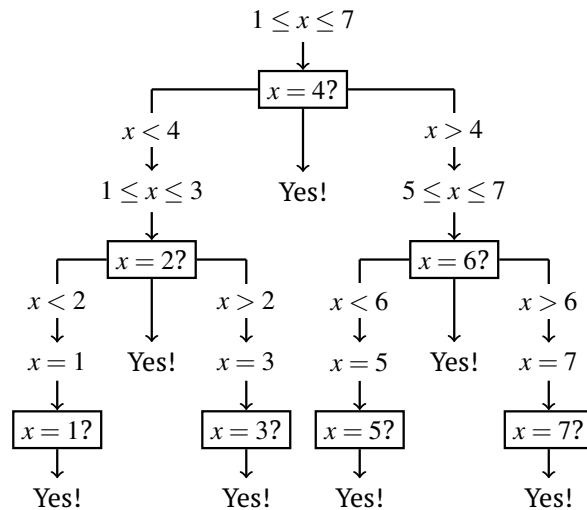 1 ≤ x ≤ 7
x = 4?
x < 4
x > 4
1 ≤ x ≤ 3
Yes!
5 ≤ x ≤ 7
x = 2?
x = 6?
x < 2
x > 2
x < 6
x > 6
x = 1
Yes!
x = 3
x = 5
Yes!
x = 7
x = 1?
x = 3?
x = 5?
x = 7?
Yes!
Yes!
Yes!
Yes!